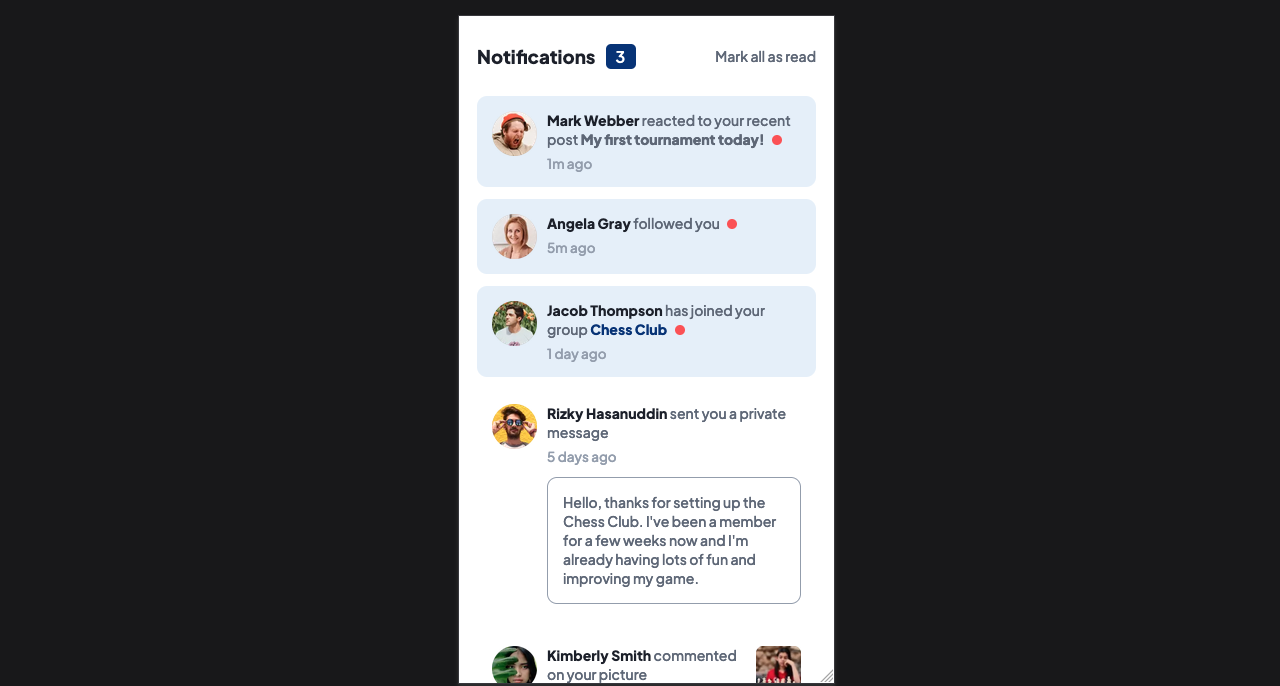 Notifications 3 Mark all as read
Mark Webber reacted to your recent
post My first tournament today!
1m ago
Angela Gray followed you
5m ago
Jacob Thompson has joined your
group Chess Club
1 day ago
Rizky Hasanuddin sent you a private
message
5 days ago
Hello, thanks for setting up the
Chess Club. I've been a member
for a few weeks now and I'm
already having lots of fun and
improving my game.
Kimberly Smith commented
on your picture